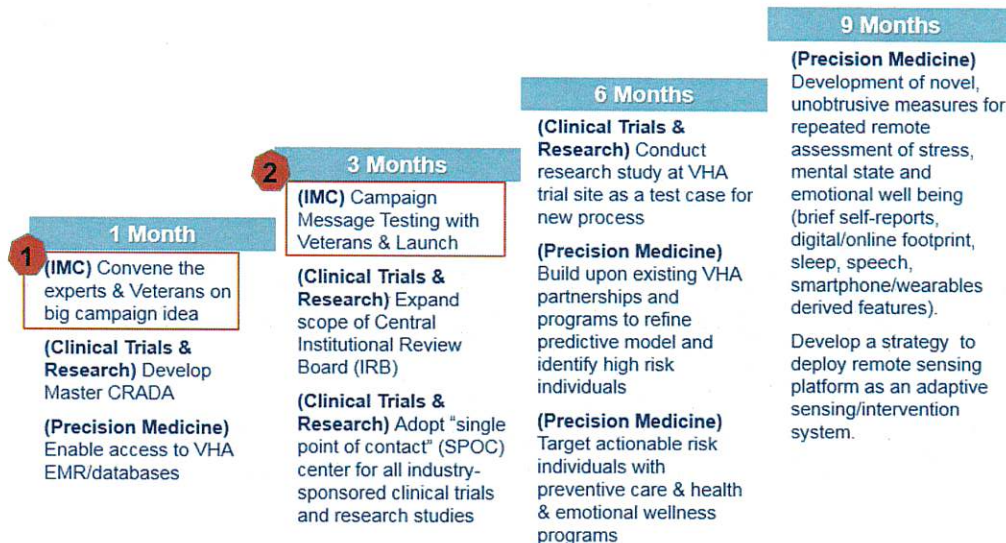 1 Month
1
(IMC) Convene the
experts & Veterans on
big campaign idea
(Clinical Trials &
Research) Develop
Master CRADA
(Precision Medicine)
Enable access to VHA
EMR/databases
3 Months
2
(IMC) Campaign
Message Testing with
Veterans & Launch
(Clinical Trials &
Research) Expand
scope of Central
Institutional Review
Board (IRB)
(Clinical Trials &
Research) Adopt “single
point of contact” (SPOC)
center for all industry-
sponsored clinical trials
and research studies
6 Months
(Clinical Trials &
Research) Conduct
research study at VHA
trial site as a test case for
new process
(Precision Medicine)
Build upon existing VHA
partnerships and
programs to refine
predictive model and
identify high risk
individuals
(Precision Medicine)
Target actionable risk
individuals with
preventive care & health
& emotional wellness
programs
9 Months
(Precision Medicine)
Development of novel,
unobtrusive measures for
repeated remote
assessment of stress,
mental state and
emotional well being
(brief self-reports,
digital/online footprint,
sleep, speech,
smartphone/wearables
derived features).
Develop a strategy to
deploy remote sensing
platform as an adaptive
sensing/intervention
system.